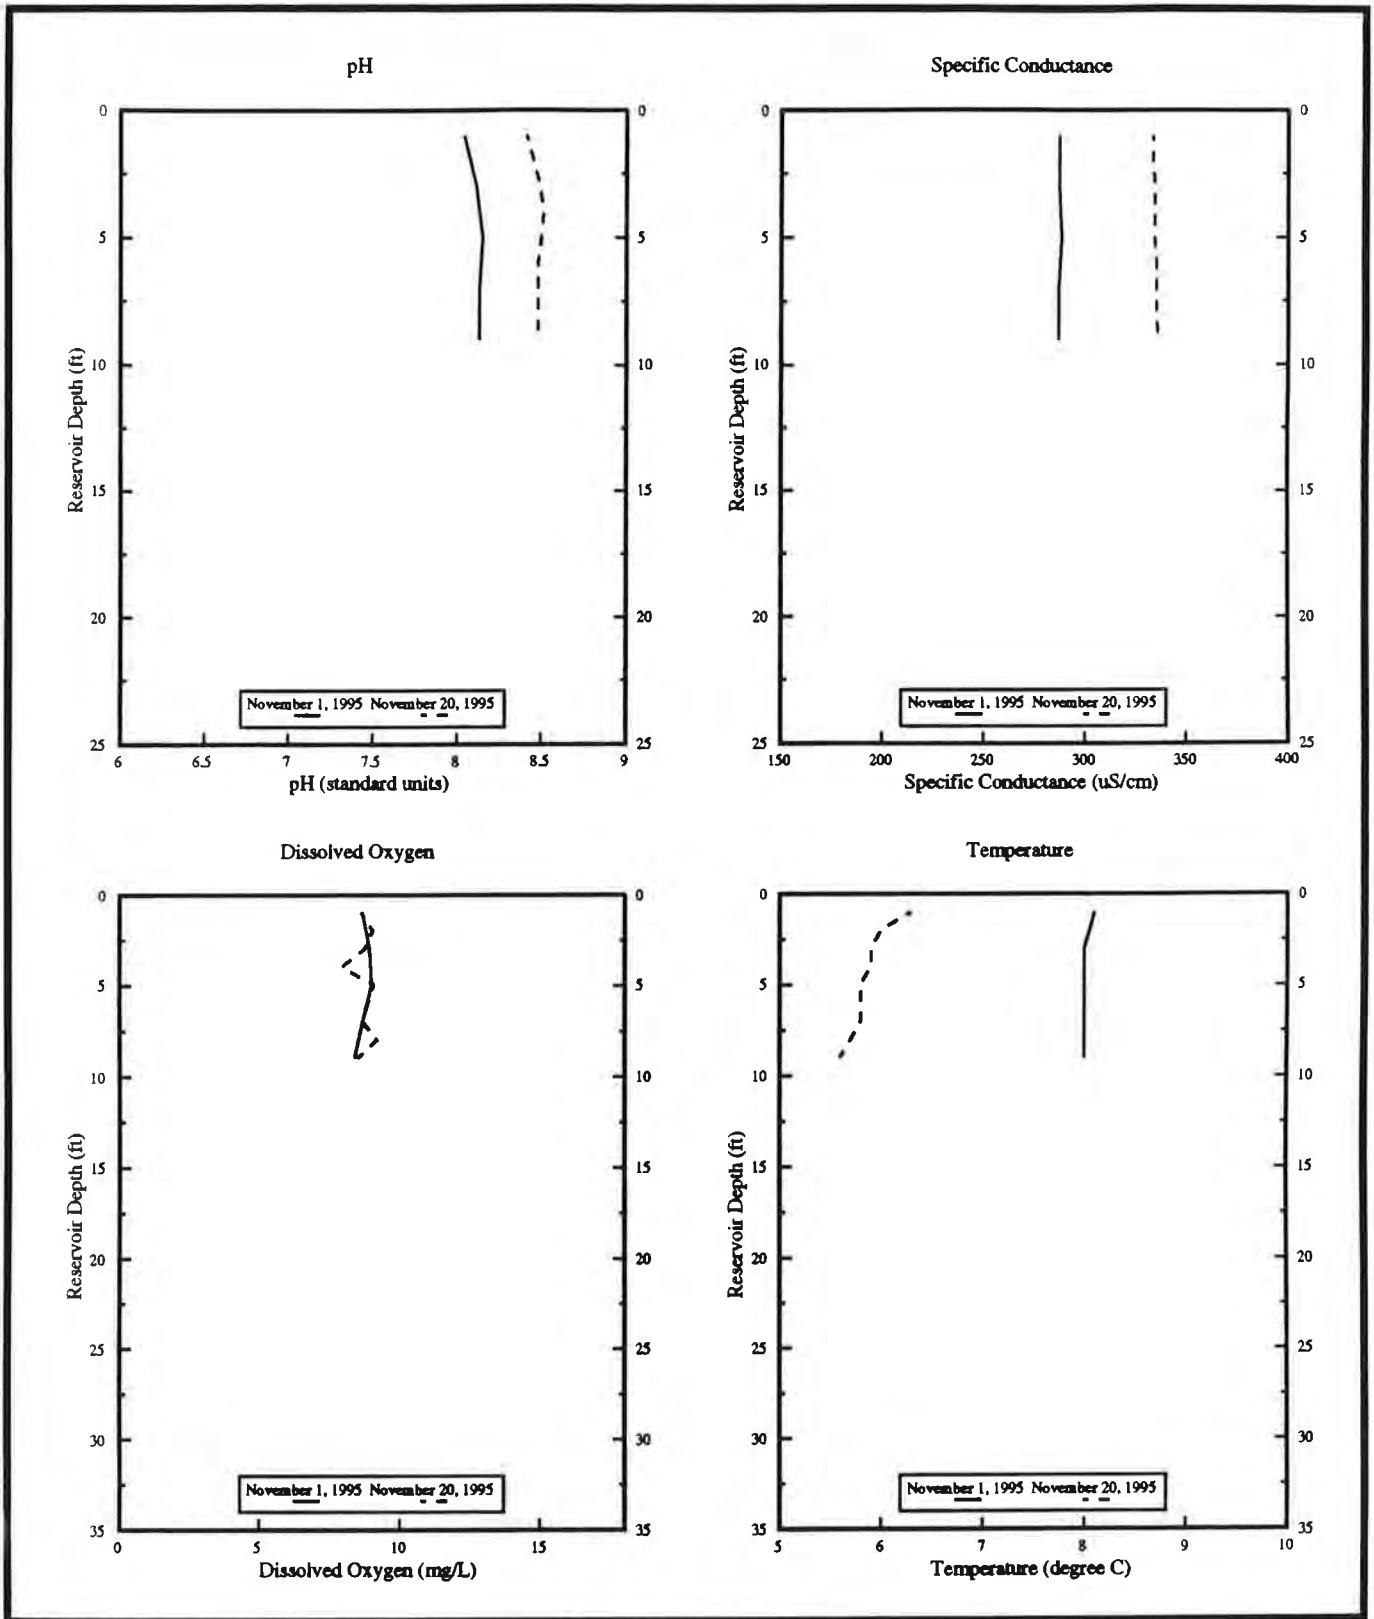 pH
0
0
5
5
10
10
15
15
20
20
25
25
Reservoir Depth (ft)
November 1, 1995 November 20, 1995
6 6.5 7 7.5 8 8.5 9
pH (standard units)
Specific Conductance
0
0
5
5
10
10
15
15
20
20
25
25
Reservoir Depth (ft)
November 1, 1995 November 20, 1995
150 200 250 300 350 400
Specific Conductance (uS/cm)
Dissolved Oxygen
0
0
5
5
10
10
15
15
20
20
25
25
30
30
35
35
Reservoir Depth (ft)
November 1, 1995 November 20, 1995
0 5 10 15
Dissolved Oxygen (mg/L)
Temperature
0
0
5
5
10
10
15
15
20
20
25
25
30
30
35
35
Reservoir Depth (ft)
November 1, 1995 November 20, 1995
5 6 7 8 9 10
Temperature (degree C)